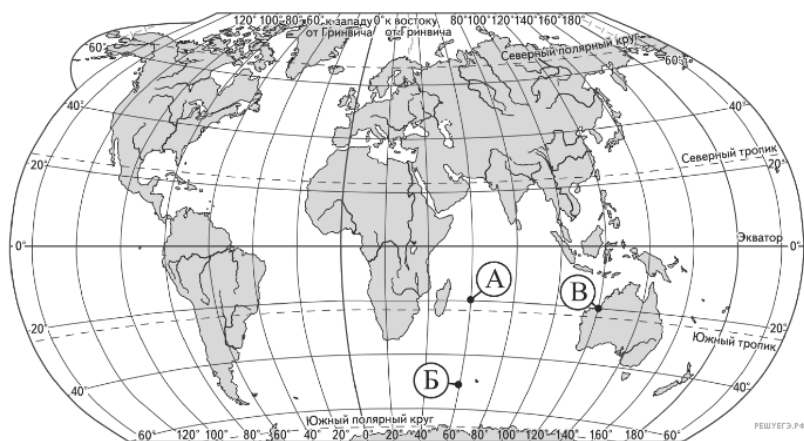 120° 100° 80° 60° к западу 0° к востоку 80° 100° 120° 140° 160° 180°
от Гринвича от Гринвича
Северный полярный круг
60° 60°
40° 40°
Северный тропик
20° 20°
Экватор
0° 0°
А
В
20° 20°
Южный тропик
Б
40° 40°
Южный полярный круг
60° 120° 100° 80° 60° 40° 20° 0° 20° 40° 60° 80° 100° 120° 140° 160° 180° 60°
РЕШУЕГЭ.РФ